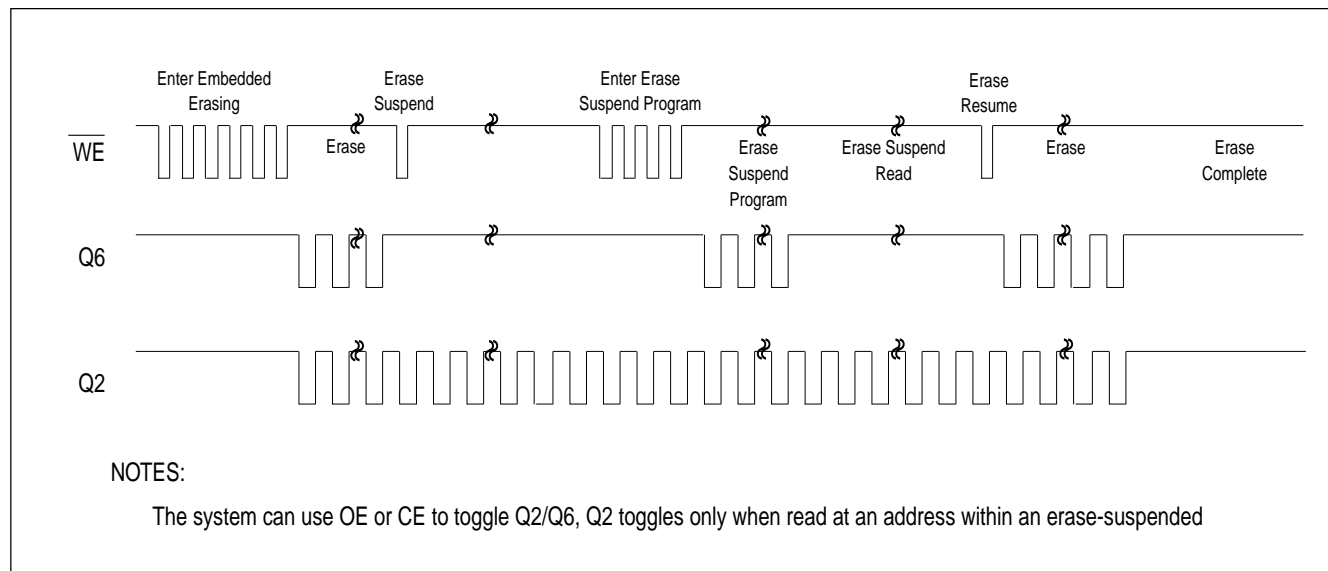 Enter Embedded
Erasing
Erase
Suspend
Enter Erase
Suspend Program
Erase
Resume
WE
Erase
Erase
Suspend
Program
Erase Suspend
Read
Erase
Erase
Complete
Q6
Q2
NOTES:
The system can use OE or CE to toggle Q2/Q6, Q2 toggles only when read at an address within an erase-suspended